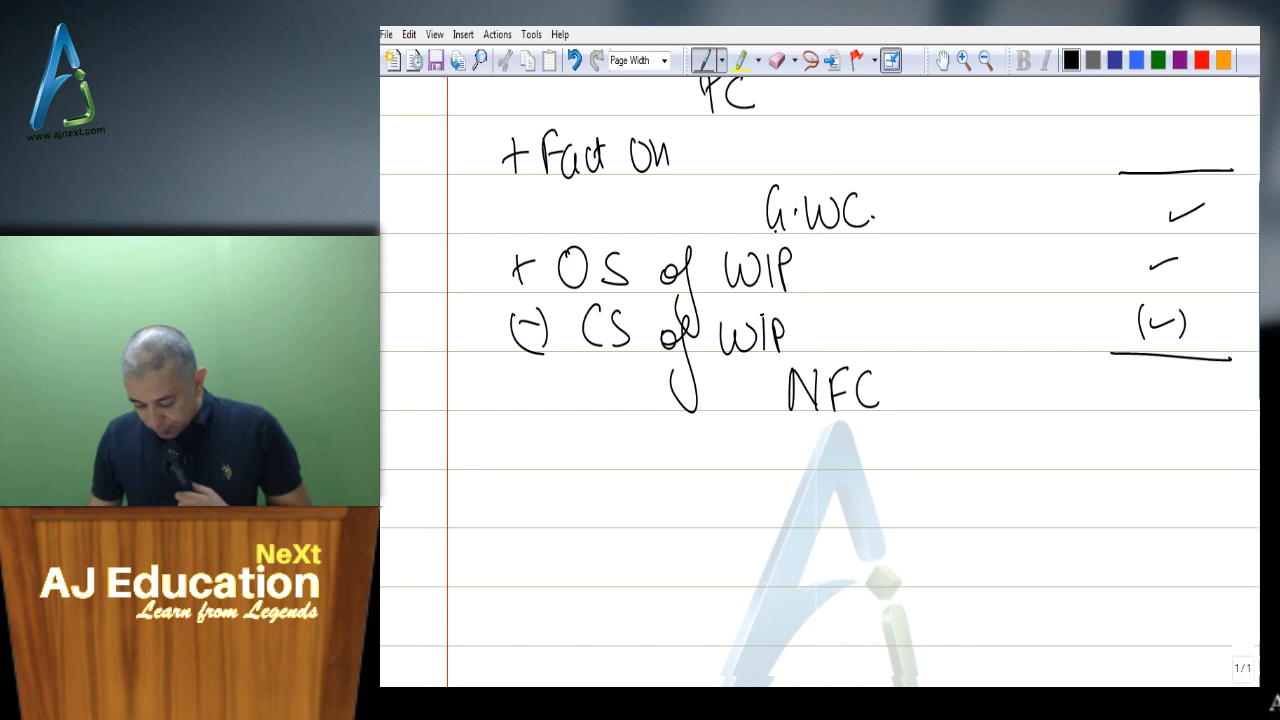 www.ajnext.com
File Edit View Insert Actions Tools Help
Page Width
B I
PC
+ Fact OH
G.WC.
+ OS of WIP
(-) CS of WIP
NFC
1/1
NeXt
AJ Education
Learn from Legends